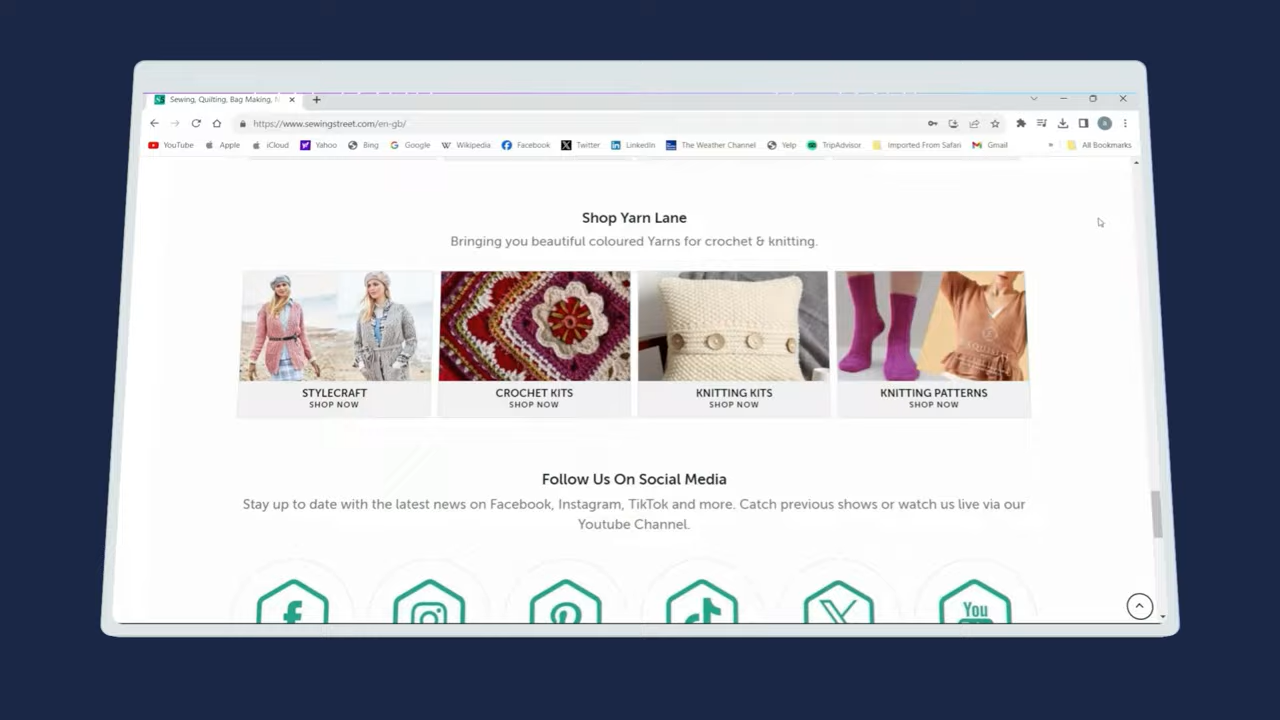 Sewing, Quilting, Bag Making,
https://www.sewingstreet.com/en-gb/
YouTube Apple iCloud Yahoo Bing Google Wikipedia Facebook Twitter LinkedIn The Weather Channel Yelp TripAdvisor Imported From Safari Gmail » All Bookmarks
Shop Yarn Lane
Bringing you beautiful coloured Yarns for crochet & knitting.
STYLECRAFT
SHOP NOW
CROCHET KITS
SHOP NOW
KNITTING KITS
SHOP NOW
KNITTING PATTERNS
SHOP NOW
Follow Us On Social Media
Stay up to date with the latest news on Facebook, Instagram, TikTok and more. Catch previous shows or watch us live via our
Youtube Channel.
You